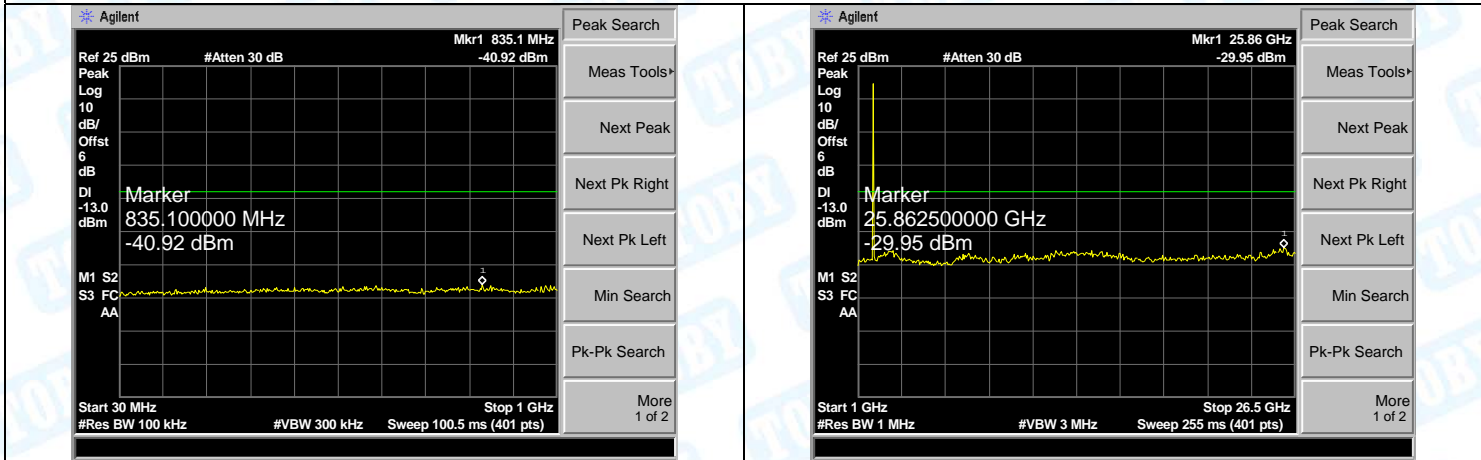 Agilent
Peak Search
Mkr1 835.1 MHz
Ref 25 dBm #Atten 30 dB -40.92 dBm
Peak
Log
10
dB/
Offst
6
dB
DI
-13.0
dBm
Marker
835.100000 MHz
-40.92 dBm
1
M1 S2
S3 FC
AA
Start 30 MHz Stop 1 GHz
#Res BW 100 kHz #VBW 300 kHz Sweep 100.5 ms (401 pts)
Meas Tools
Next Peak
Next Pk Right
Next Pk Left
Min Search
Pk-Pk Search
More
1 of 2
Agilent
Peak Search
Mkr1 25.86 GHz
Ref 25 dBm #Atten 30 dB -29.95 dBm
Peak
Log
10
dB/
Offst
6
dB
DI
-13.0
dBm
Marker
25.862500000 GHz
-29.95 dBm
1
M1 S2
S3 FC
AA
Start 1 GHz Stop 26.5 GHz
#Res BW 1 MHz #VBW 3 MHz Sweep 255 ms (401 pts)
Meas Tools
Next Peak
Next Pk Right
Next Pk Left
Min Search
Pk-Pk Search
More
1 of 2
TOBY